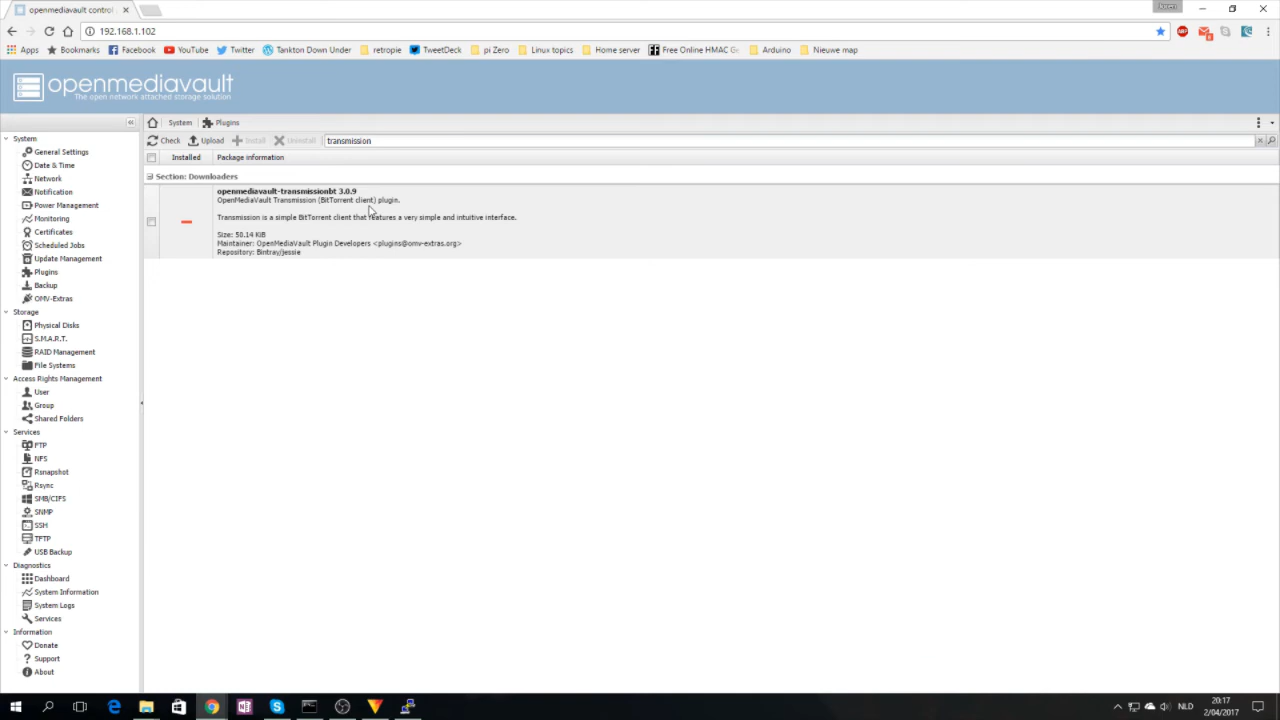 openmediavault control
192.168.1.102
Apps Bookmarks Facebook YouTube Twitter Tankton Down Under retropie TweetDeck pi Zero Linux topics Home server Free Online HMAC Ge Arduino Nieuwe map
openmediavault
The open network attached storage solution
System Plugins
Check Upload Install Uninstall transmission
Installed Package information
Section: Downloaders
openmediavault-transmissionbt 3.0.9
OpenMediaVault Transmission (BitTorrent client) plugin.
Transmission is a simple BitTorrent client that features a very simple and intuitive interface.
Size: 50.14 KiB
Maintainer: OpenMediaVault Plugin Developers <plugins@omv-extras.org>
Repository: Bintray/jessie
System
General Settings
Date & Time
Network
Notification
Power Management
Monitoring
Certificates
Scheduled Jobs
Update Management
Plugins
Backup
OMV-Extras
Storage
Physical Disks
S.M.A.R.T.
RAID Management
File Systems
Access Rights Management
User
Group
Shared Folders
Services
FTP
NFS
Rsnapshot
Rsync
SMB/CIFS
SNMP
SSH
TFTP
USB Backup
Diagnostics
Dashboard
System Information
System Logs
Services
Information
Donate
Support
About
NLD
20:17
2/04/2017